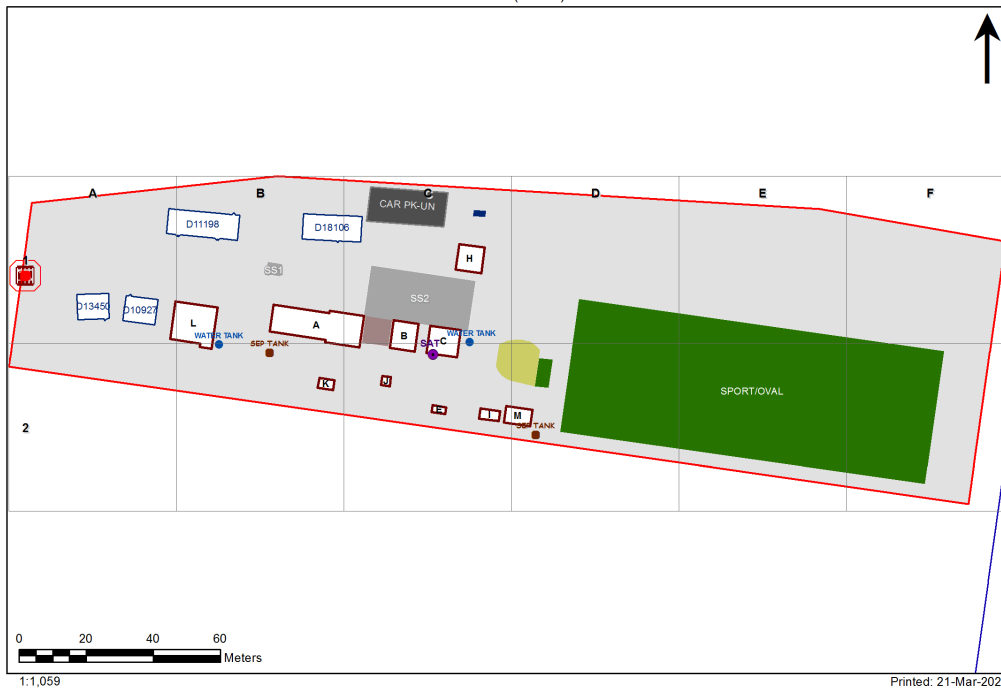 A B C D E F
CAR PK-UN
D11198
D18106
H
1
SS1
SS2
D13450
D10927
L
A
B
C
WATER TANK
WATER TANK
SEP TANK
SAT
K
J
E
I
M
SEP TANK
SPORT/OVAL
2
0 20 40 60
Meters
1:1,059
Printed: 21-Mar-202